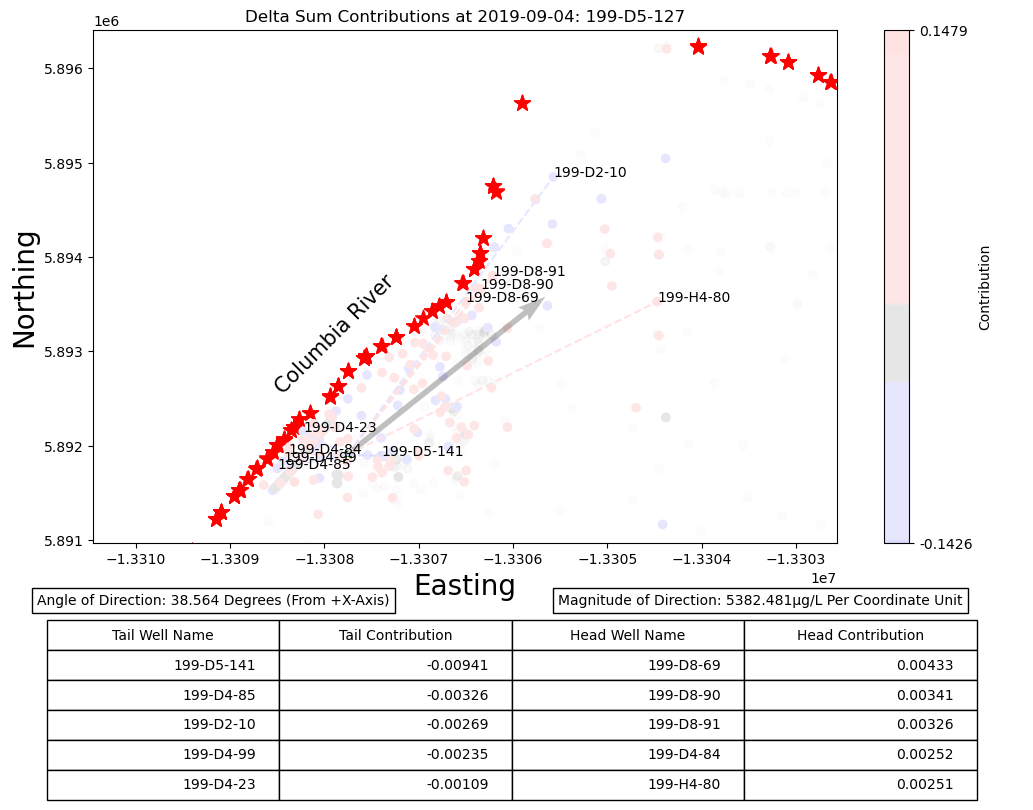 Delta Sum Contributions at 2019-09-04: 199-D5-127
1e6
0.1479
5.896
5.895
5.894
5.893
5.892
5.891
Northing
Columbia River
199-D2-10
199-D8-91
199-D8-90
199-D8-69
199-H4-80
199-D4-23
199-D4-84
199-D5-141
199-D4-99
199-D4-85
Contribution
-0.1426
−1.3310
−1.3309
−1.3308
−1.3307
−1.3306
−1.3305
−1.3304
−1.3303
1e7
Easting
Angle of Direction: 38.564 Degrees (From +X-Axis)
Magnitude of Direction: 5382.481μg/L Per Coordinate Unit
Tail Well Name Tail Contribution Head Well Name Head Contribution
199-D5-141 -0.00941 199-D8-69 0.00433
199-D4-85 -0.00326 199-D8-90 0.00341
199-D2-10 -0.00269 199-D8-91 0.00326
199-D4-99 -0.00235 199-D4-84 0.00252
199-D4-23 -0.00109 199-H4-80 0.00251